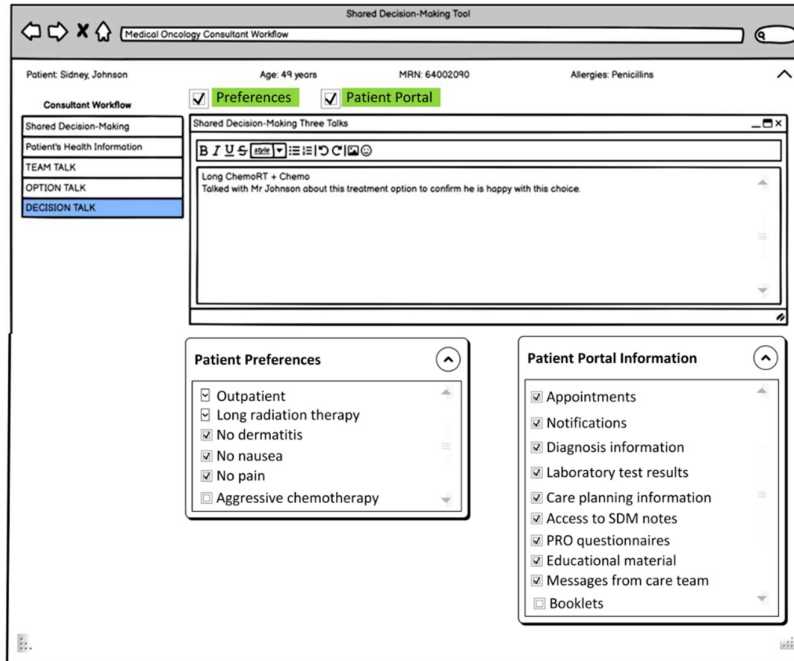 Shared Decision-Making Tool
Medical Oncology Consultant Workflow
Patient: Sidney, Johnson Age: 49 years MRN: 64002090 Allergies: Penicillins
Consultant Workflow
Preferences Patient Portal
Shared Decision-Making
Patient's Health Information
TEAM TALK
OPTION TALK
DECISION TALK
Shared Decision-Making Three Talks
B I U S style
Long ChemoRT + Chemo
Talked with Mr Johnson about this treatment option to confirm he is happy with this choice.
Patient Preferences
Outpatient
Long radiation therapy
No dermatitis
No nausea
No pain
Aggressive chemotherapy
Patient Portal Information
Appointments
Notifications
Diagnosis information
Laboratory test results
Care planning information
Access to SDM notes
PRO questionnaires
Educational material
Messages from care team
Booklets